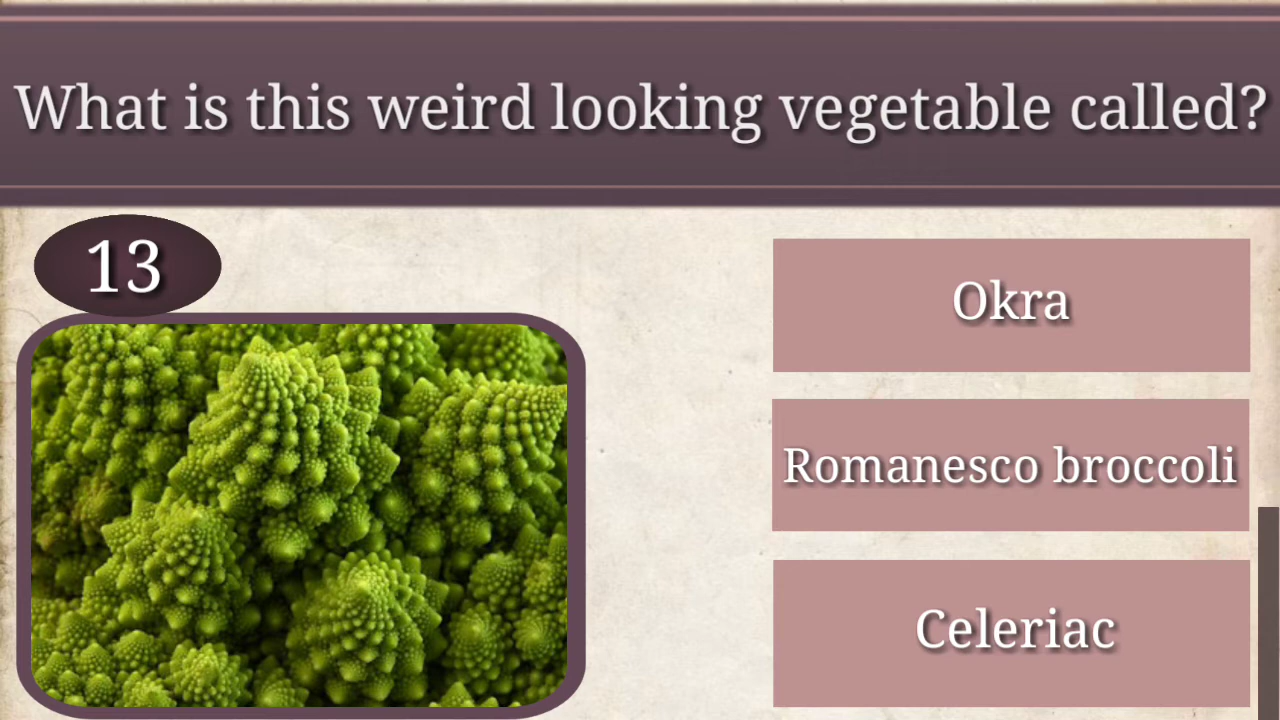 What is this weird looking vegetable called?
13
Okra
Romanesco broccoli
Celeriac